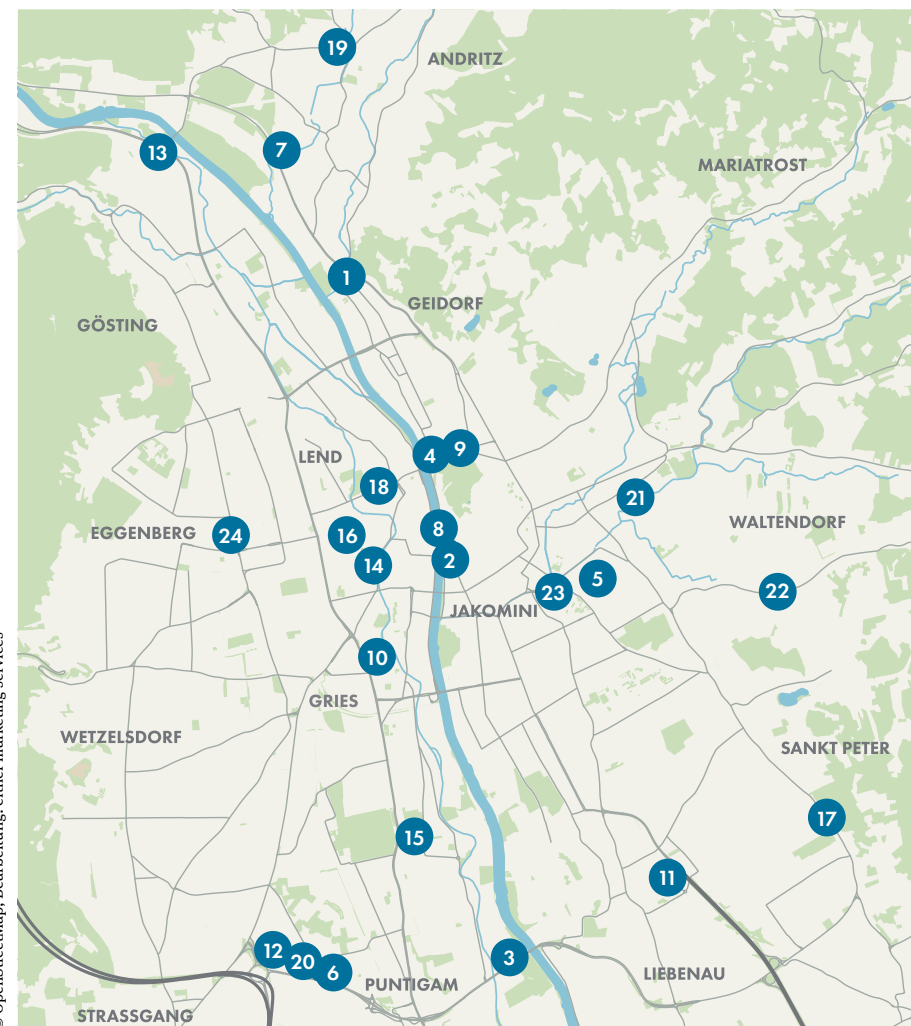 19
ANDRITZ
13
7
MARIATROST
1
GEIDORF
GÖSTING
LEND
4
9
18
21
EGGENBERG
24
16
8
WALTENDORF
14
2
23
5
22
JAKOMINI
10
GRIES
WETZELSDORF
SANKT PETER
17
15
11
12
20
6
3
PUNTIGAM
LIEBENAU
STRASSGANG